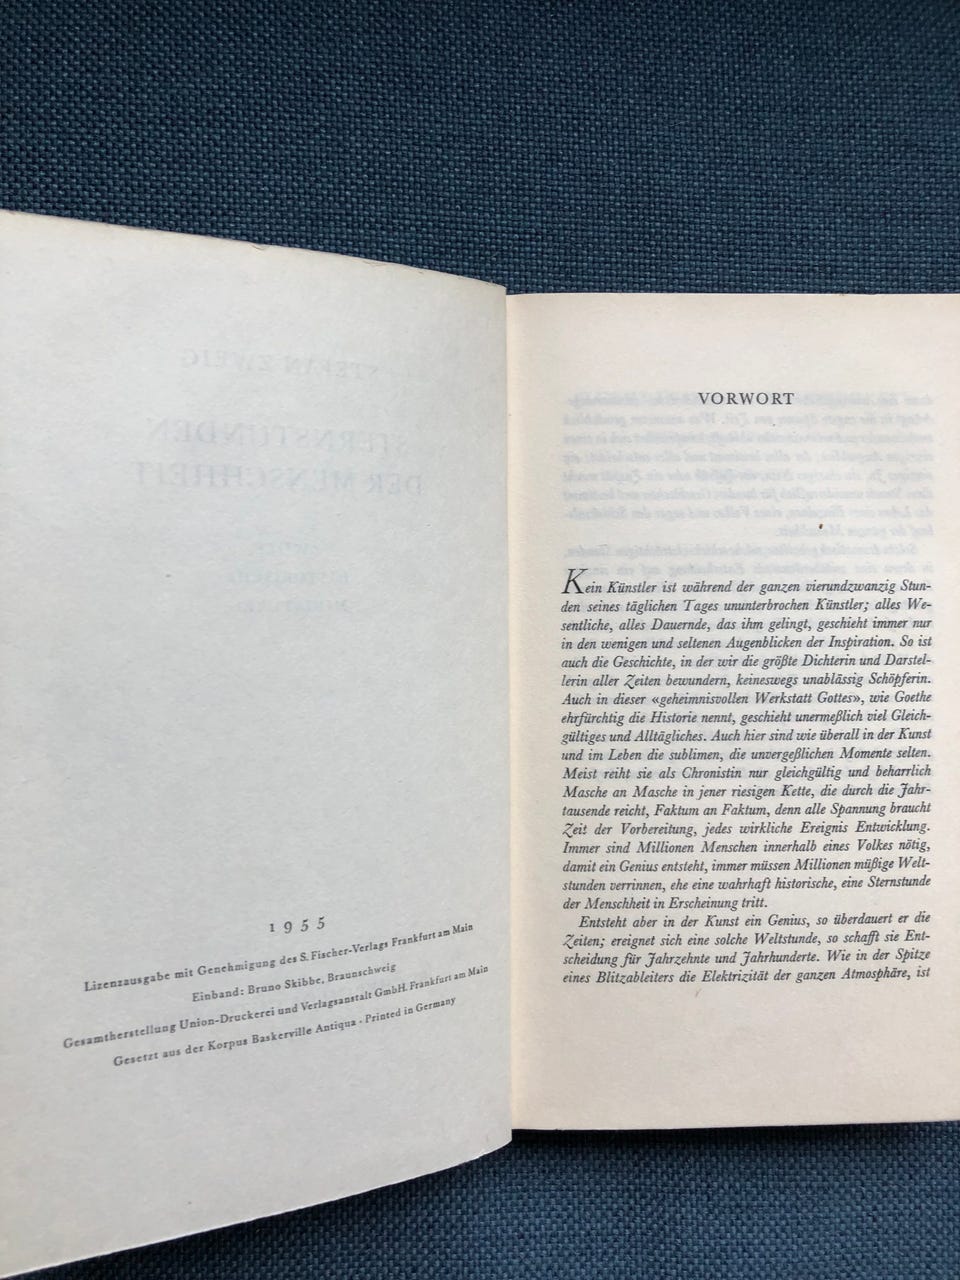 1955
Lizenzausgabe mit Genehmigung des S. Fischer-Verlags Frankfurt am Main
Einband: Bruno Skibbe, Braunschweig
Gesamtherstellung Union-Druckerei und Verlagsanstalt GmbH. Frankfurt am Main
Gesetzt aus der Korpus Baskerville Antiqua · Printed in Germany
VORWORT
Kein Künstler ist während der ganzen vierundzwanzig Stun-
den seines täglichen Tages ununterbrochen Künstler; alles We-
sentliche, alles Dauernde, das ihm gelingt, geschieht immer nur
in den wenigen und seltenen Augenblicken der Inspiration. So ist
auch die Geschichte, in der wir die größte Dichterin und Darstel-
lerin aller Zeiten bewundern, keineswegs unablässig Schöpferin.
Auch in dieser «geheimnisvollen Werkstatt Gottes», wie Goethe
ehrfürchtig die Historie nennt, geschieht unermeßlich viel Gleich-
gültiges und Alltägliches. Auch hier sind wie überall in der Kunst
und im Leben die sublimen, die unvergeßlichen Momente selten.
Meist reiht sie als Chronistin nur gleichgültig und beharrlich
Masche an Masche in jener riesigen Kette, die durch die Jahr-
tausende reicht, Faktum an Faktum, denn alle Spannung braucht
Zeit der Vorbereitung, jedes wirkliche Ereignis Entwicklung.
Immer sind Millionen Menschen innerhalb eines Volkes nötig,
damit ein Genius entsteht, immer müssen Millionen müßige Welt-
stunden verrinnen, ehe eine wahrhaft historische, eine Sternstunde
der Menschheit in Erscheinung tritt.
Entsteht aber in der Kunst ein Genius, so überdauert er die
Zeiten; ereignet sich eine solche Weltstunde, so schafft sie Ent-
scheidung für Jahrzehnte und Jahrhunderte. Wie in der Spitze
eines Blitzableiters die Elektrizität der ganzen Atmosphäre, ist